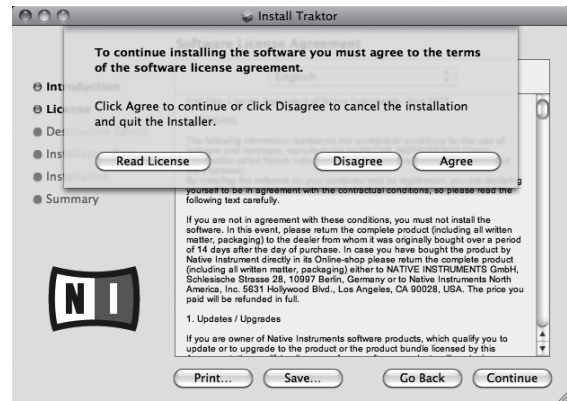 Install Traktor
Software License Agreement
English
To continue installing the software you must agree to the terms
of the software license agreement.
Click Agree to continue or click Disagree to cancel the installation
and quit the Installer.
Read License
Disagree
Agree
Introduction
License
Destination Select
Installation
Installation
Summary
yourself to be in agreement with the contractual conditions, so please read the
following text carefully.
If you are not in agreement with these conditions, you must not install the
software. In this event, please return the complete product (including all written
matter, packaging) to the dealer from whom it was originally bought over a period
of 14 days after the day of purchase. In case you have bought the product by
Native Instrument directly in its Online-shop please return the complete product
(including all written matter, packaging) either to NATIVE INSTRUMENTS GmbH,
Schlesische Strasse 28, 10997 Berlin, Germany or to Native Instruments North
America, Inc. 5631 Hollywood Blvd., Los Angeles, CA 90028, USA. The price you
paid will be refunded in full.
1. Updates / Upgrades
If you are owner of Native Instruments software products, which qualify you to
update or to upgrade to the product or the product bundle licensed by this
N I
Print...
Save...
Go Back
Continue